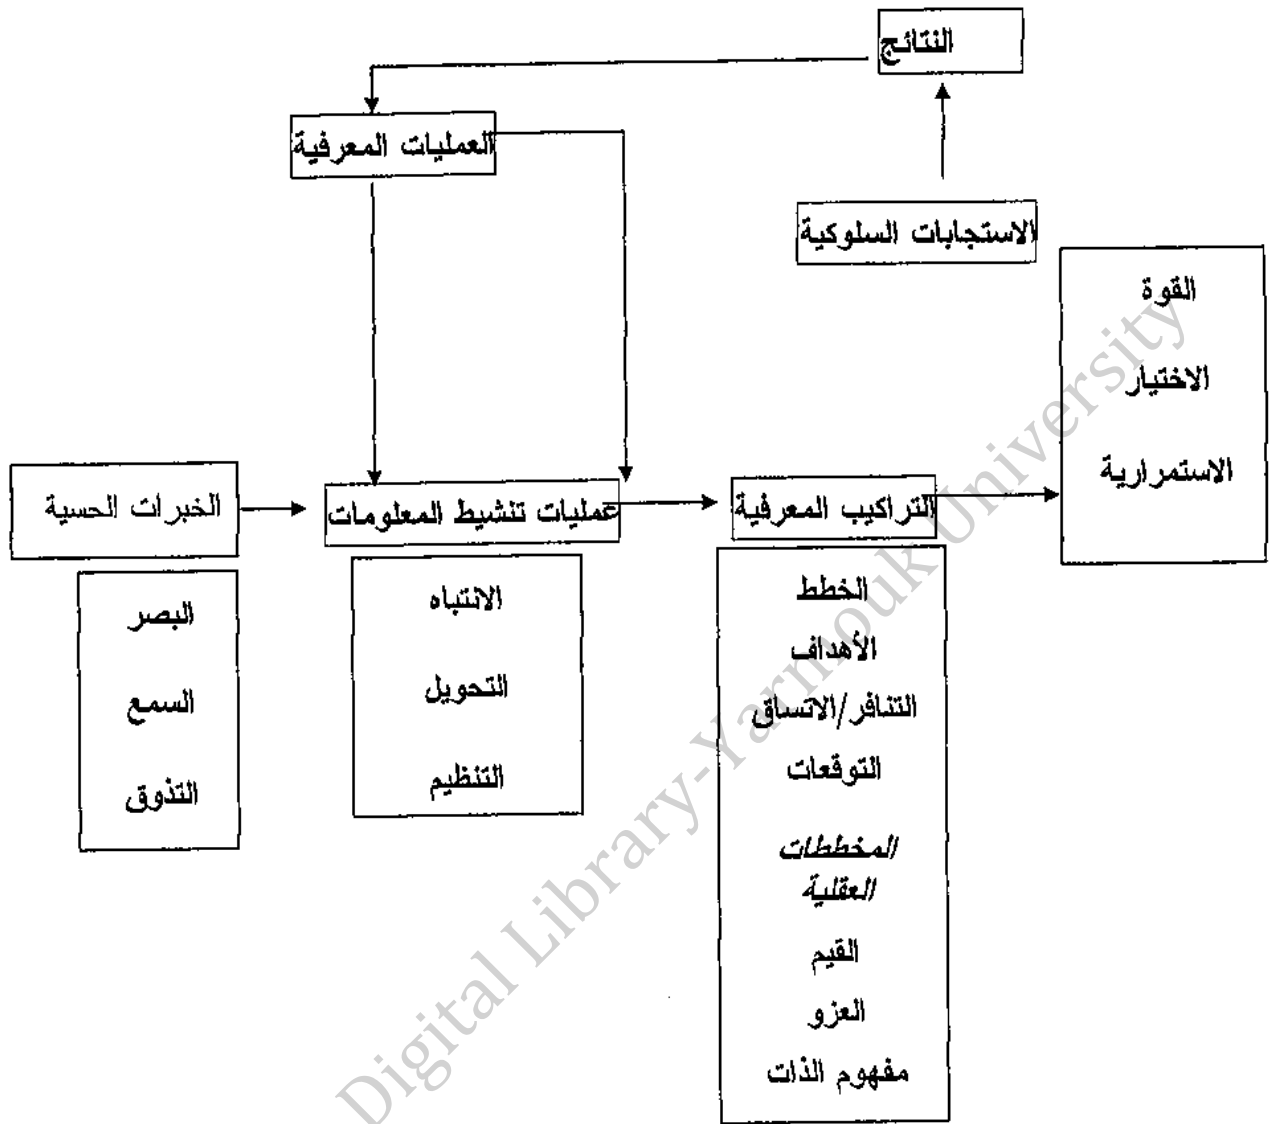 النتائج
العمليات المعرفية
الاستجابات السلوكية
القوة
الاختيار
الاستمرارية
الخبرات الحسية
عمليات تنشيط المعلومات
التراكيب المعرفية
البصر
السمع
التذوق
الانتباه
التحويل
التنظيم
الخطط
الأهداف
التنافر/الاتساق
التوقعات
المخططات
العقلية
القيم
العزو
مفهوم الذات
Digital Library-Yarmouk University